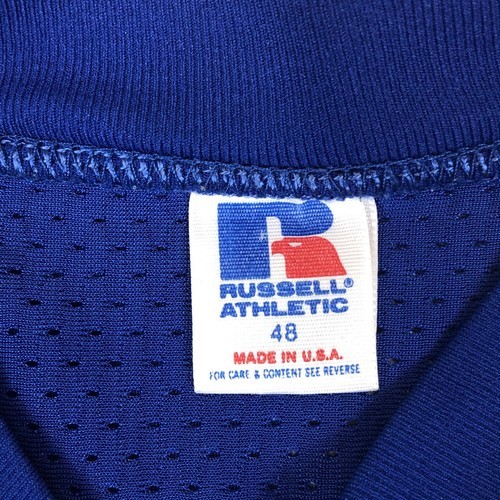 R
RUSSELL®
ATHLETIC
48
MADE IN U.S.A.
FOR CARE & CONTENT SEE REVERSE